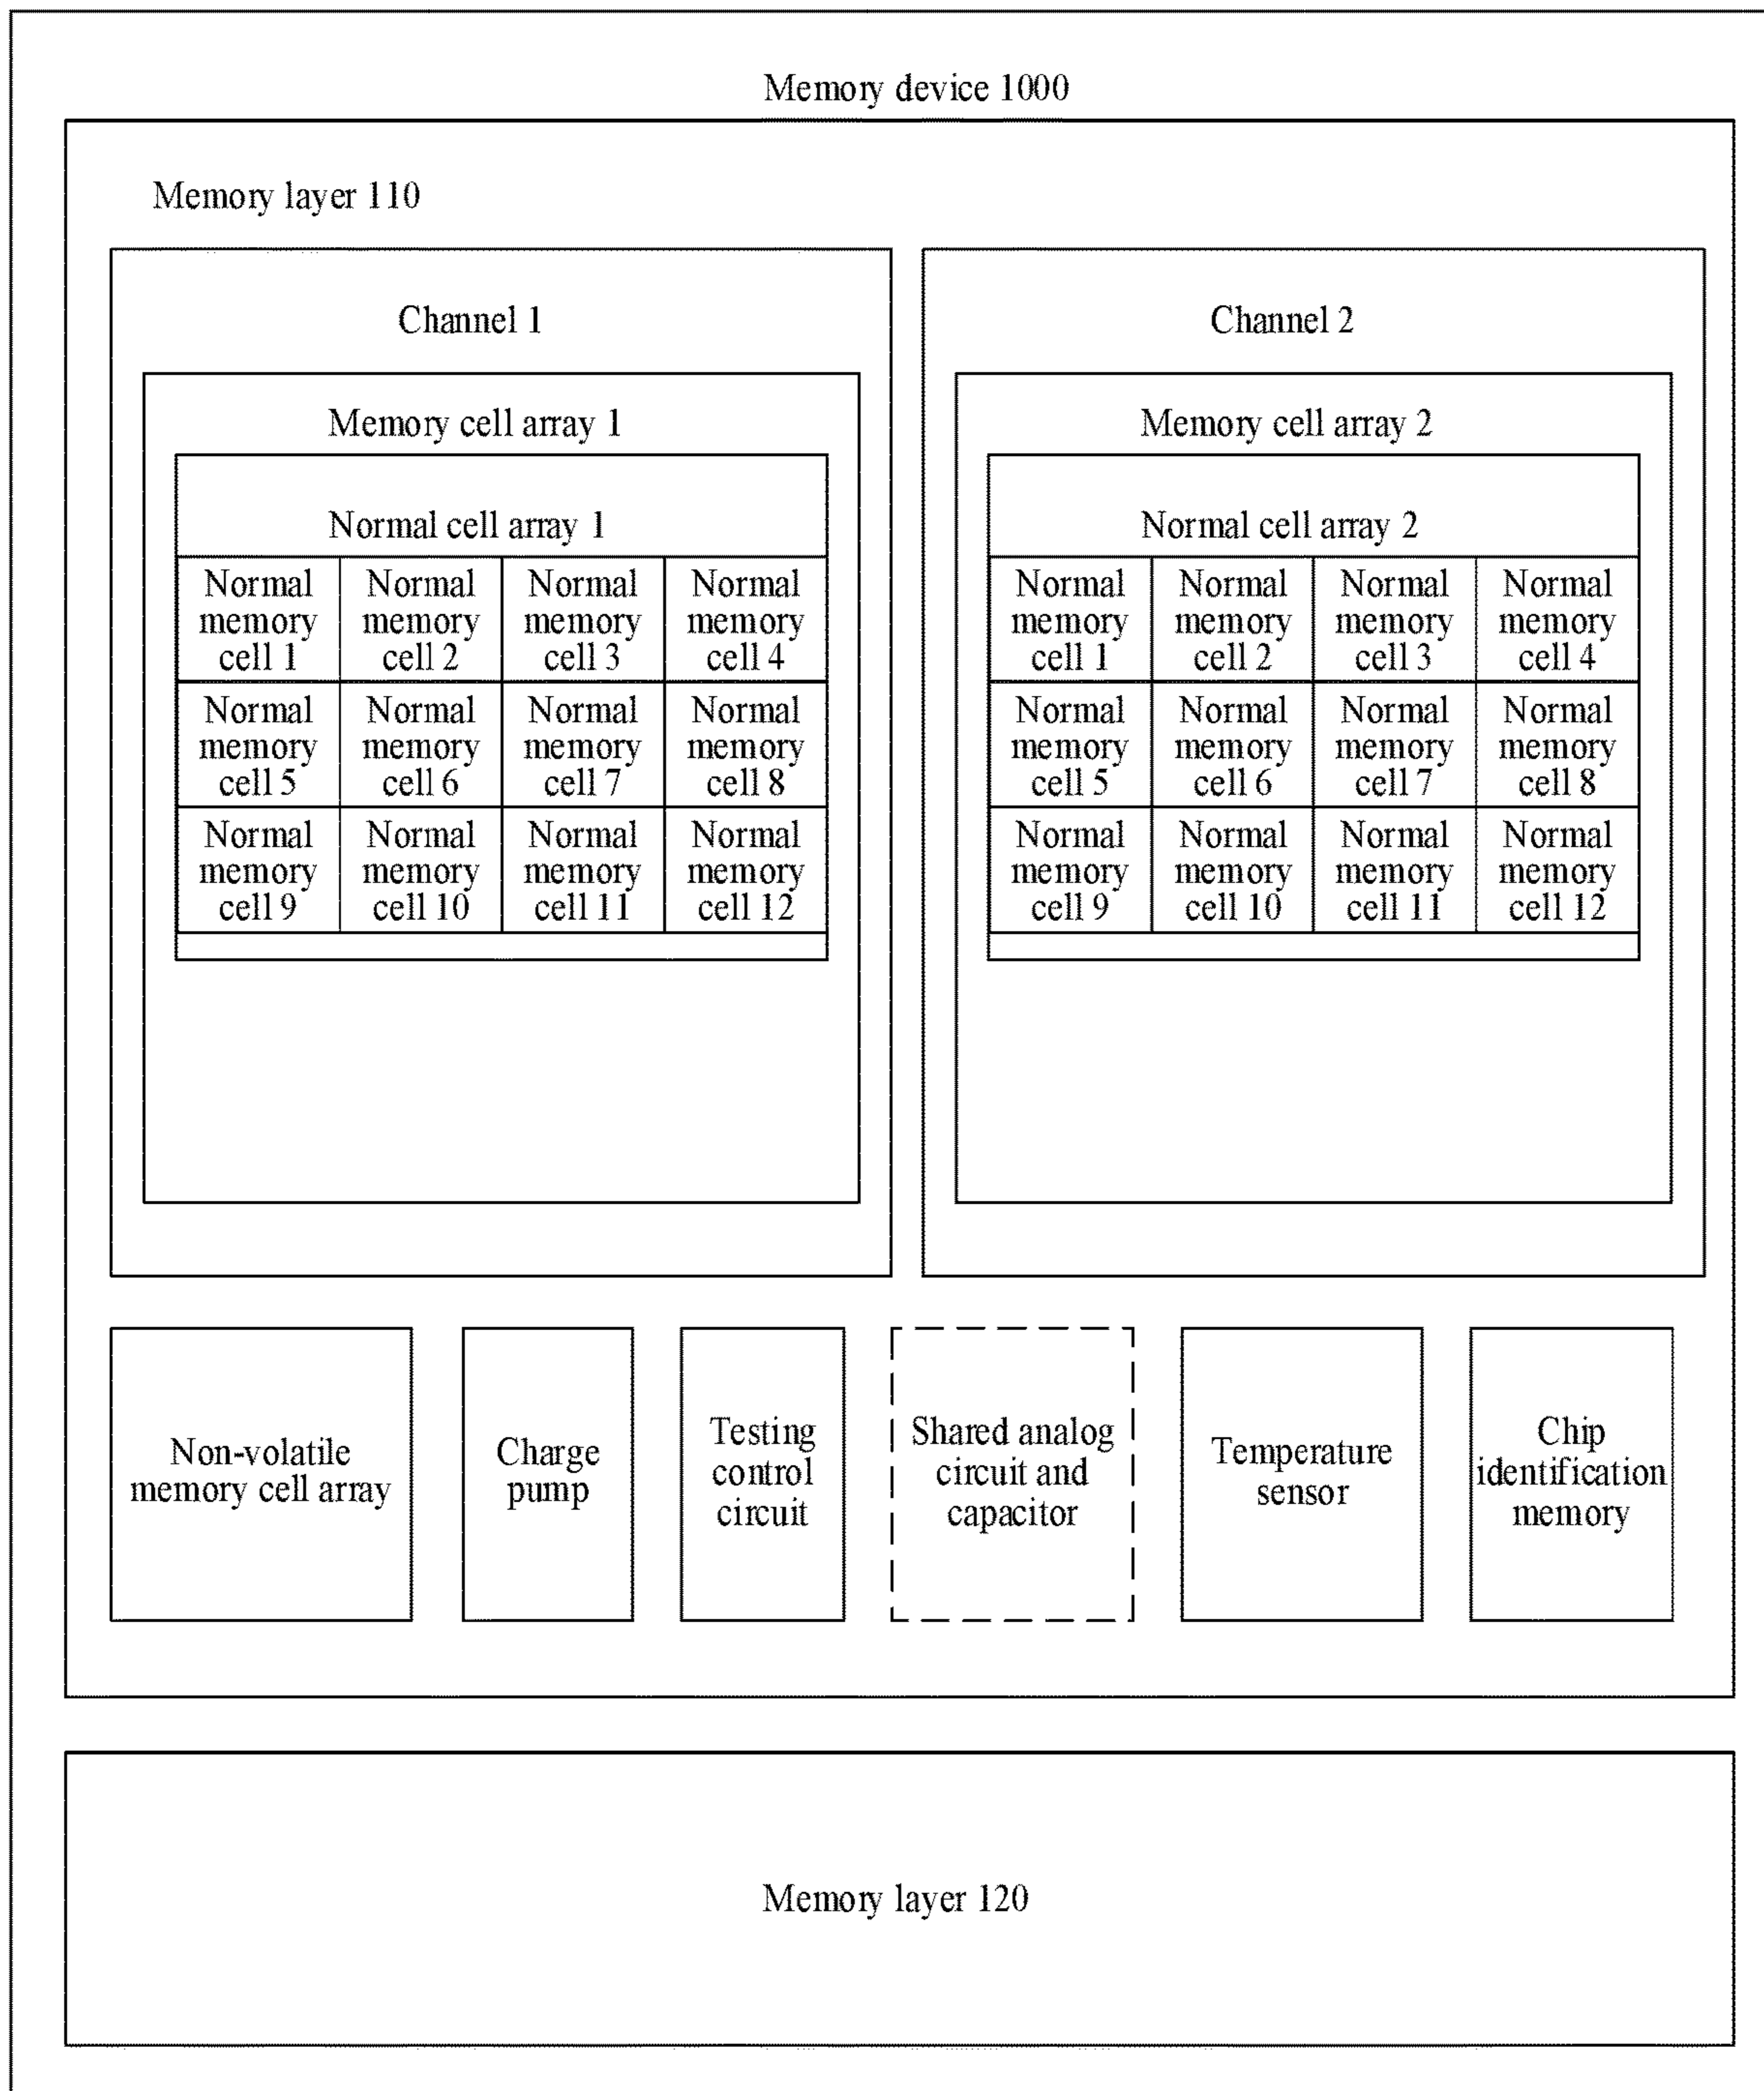 Memory device 1000
Memory layer 110
Channel 1
Memory cell array 1
Normal cell array 1
Normal memory cell 1
Normal memory cell 2
Normal memory cell 3
Normal memory cell 4
Normal memory cell 5
Normal memory cell 6
Normal memory cell 7
Normal memory cell 8
Normal memory cell 9
Normal memory cell 10
Normal memory cell 11
Normal memory cell 12
Channel 2
Memory cell array 2
Normal cell array 2
Normal memory cell 1
Normal memory cell 2
Normal memory cell 3
Normal memory cell 4
Normal memory cell 5
Normal memory cell 6
Normal memory cell 7
Normal memory cell 8
Normal memory cell 9
Normal memory cell 10
Normal memory cell 11
Normal memory cell 12
Non-volatile
memory cell array
Charge
pump
Testing
control
circuit
Shared analog
circuit and
capacitor
Temperature
sensor
Chip
identification
memory
Memory layer 120